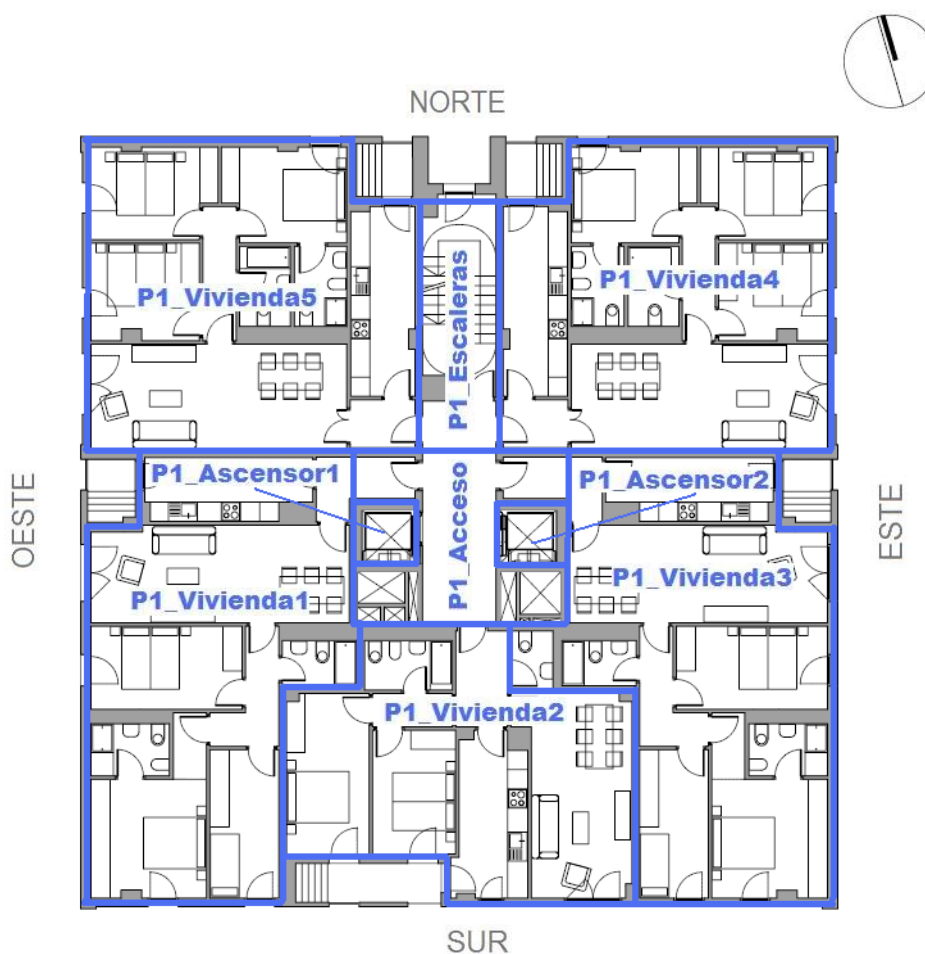 NORTE
P1_Vivienda5
P1_Escaleras
P1_Vivienda4
OESTE
P1_Ascensor1
P1_Acceso
P1_Ascensor2
ESTE
P1_Vivienda1
P1_Vivienda3
P1_Vivienda2
SUR